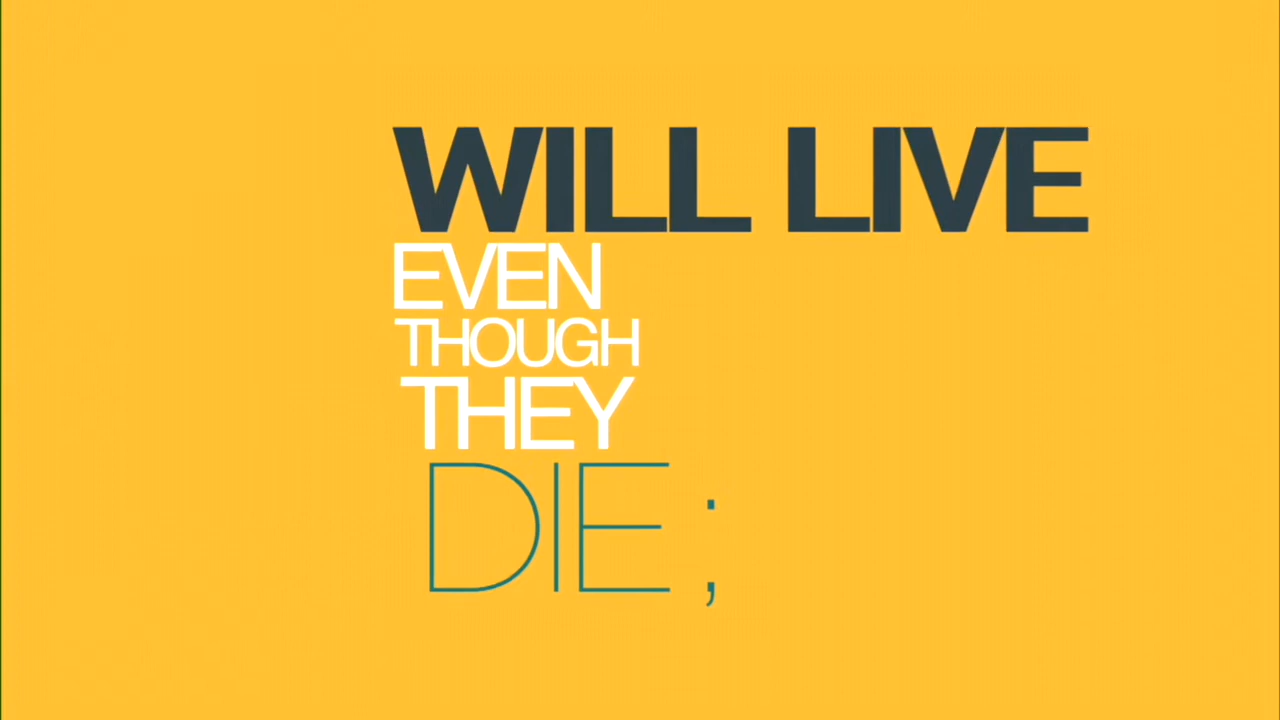 WILL LIVE
EVEN
THOUGH
THEY
DIE ;